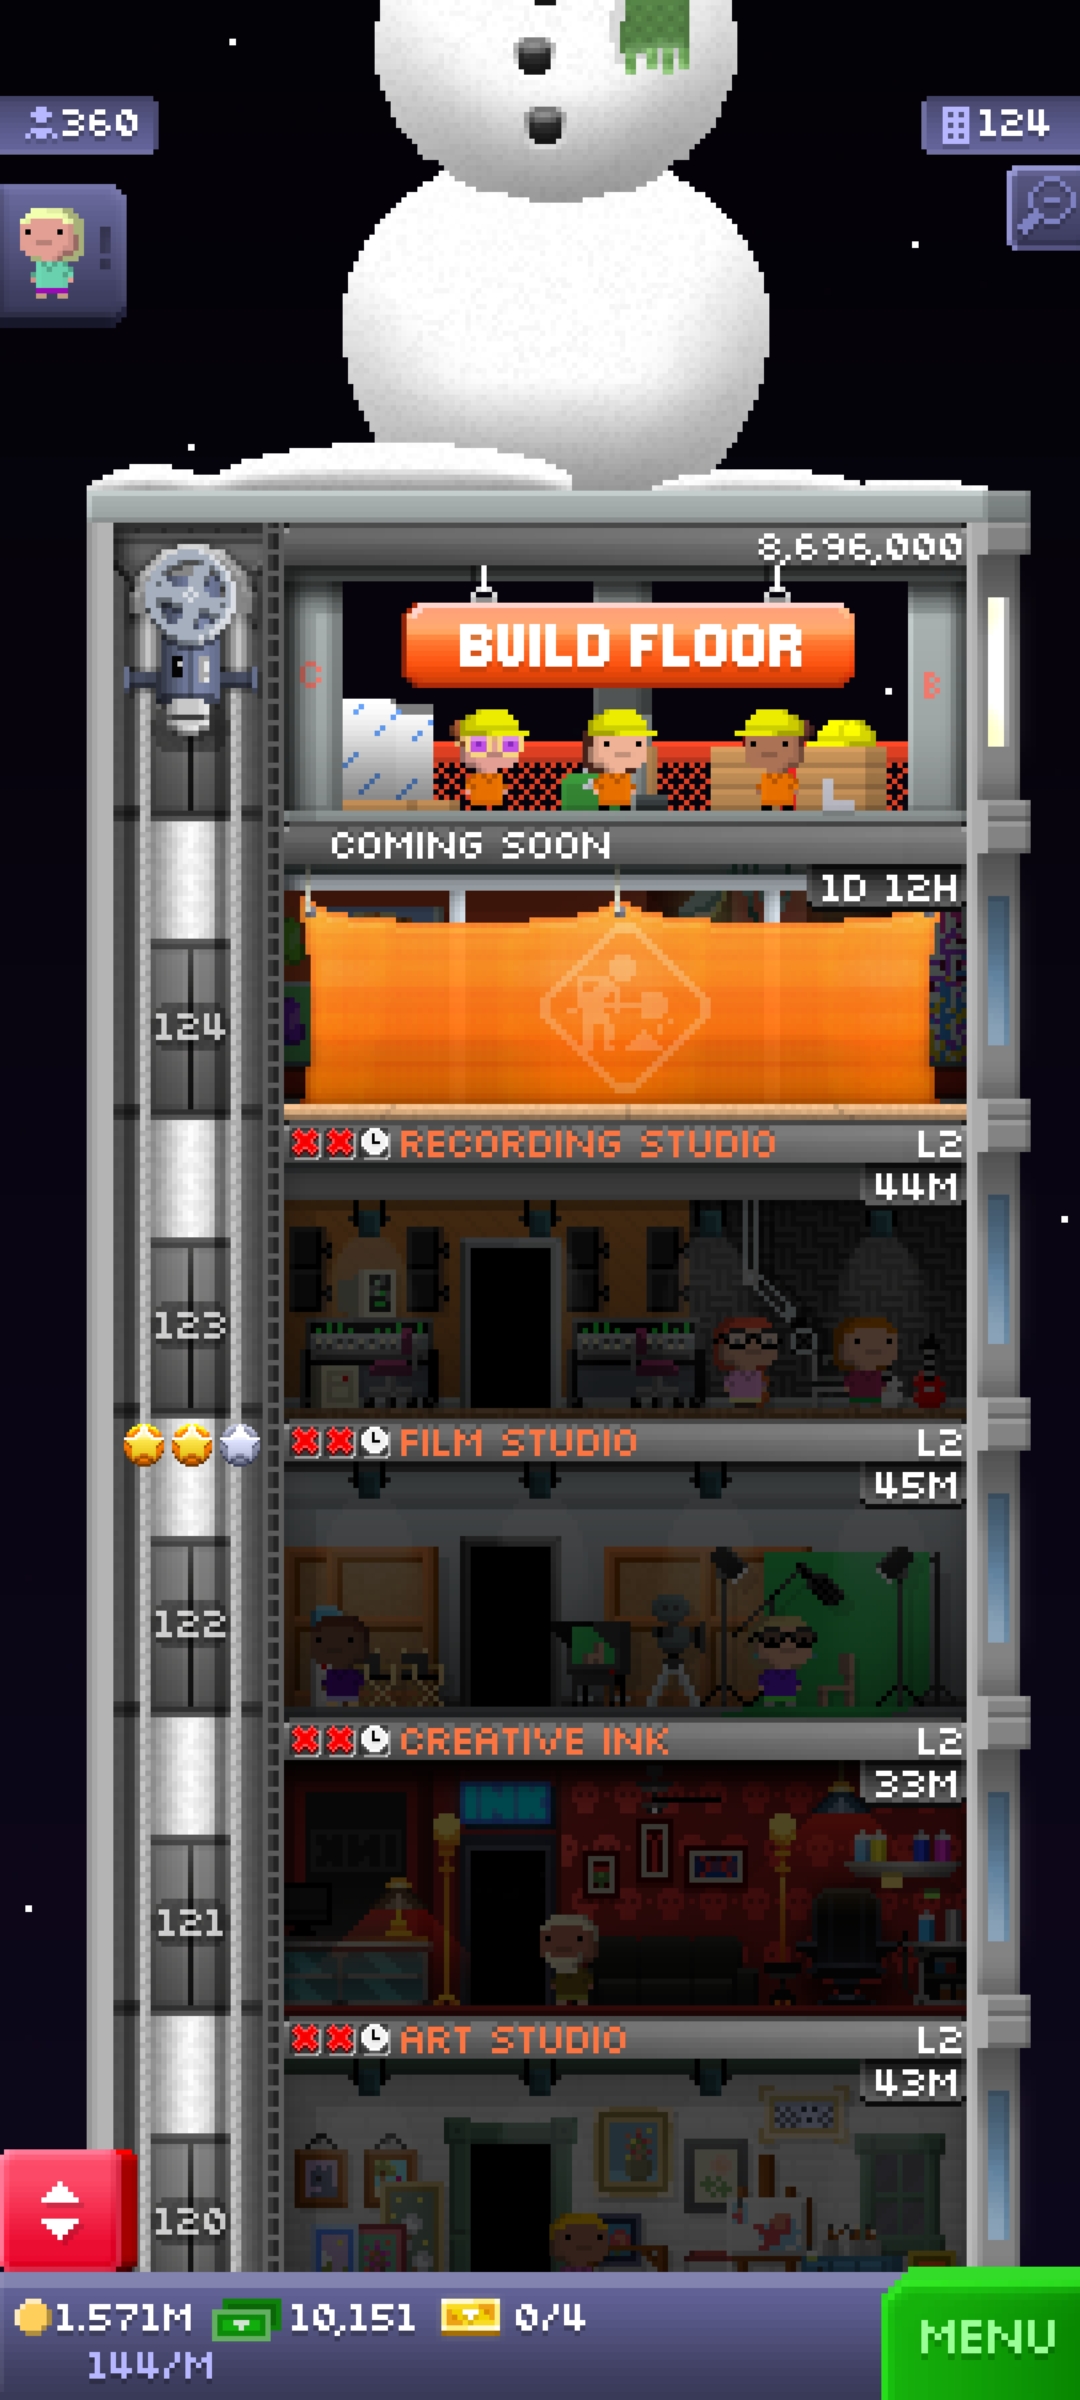 360
124
!
8,696,000
BUILD FLOOR
C
B
COMING SOON
1D 12H
124
RECORDING STUDIO L2
44M
123
FILM STUDIO L2
45M
122
CREATIVE INK L2
33M
INK
INK
121
ART STUDIO L2
43M
120
1.571M 10,151 0/4
144/M
MENU